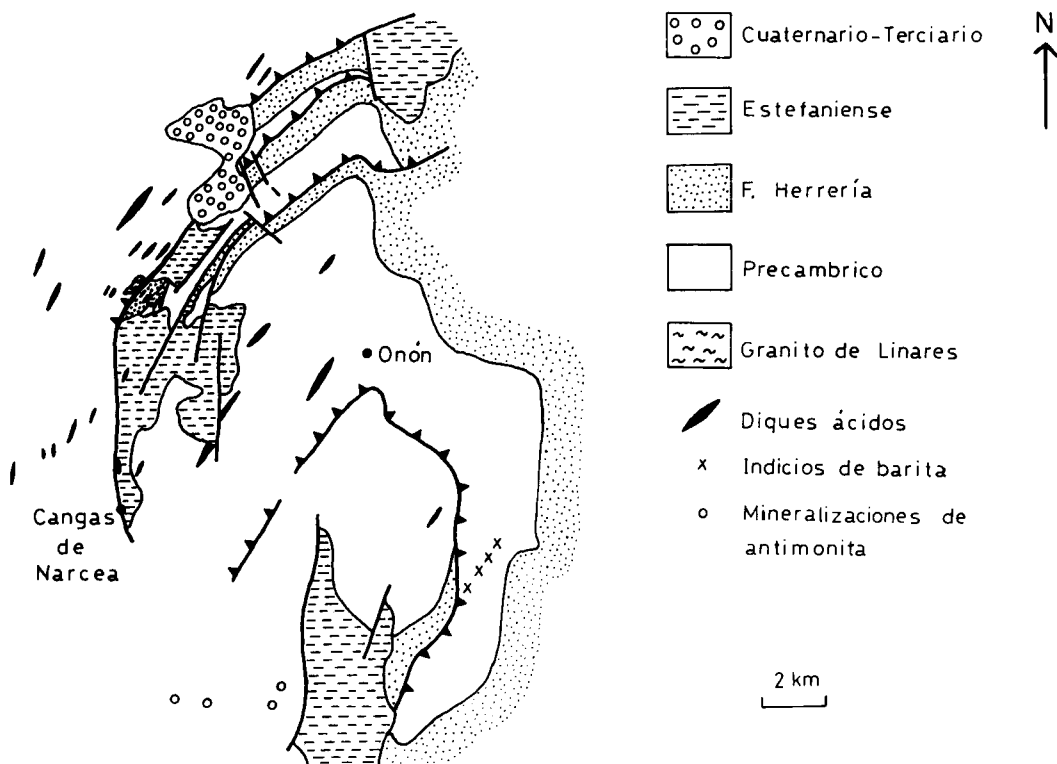 Cuaternario-Terciario
Estefaniense
F. Herrería
Precambrico
Granito de Linares
Diques ácidos
Indicios de barita
Mineralizaciones de
antimonita
N
Onón
Cangas
de
Narcea
2 km